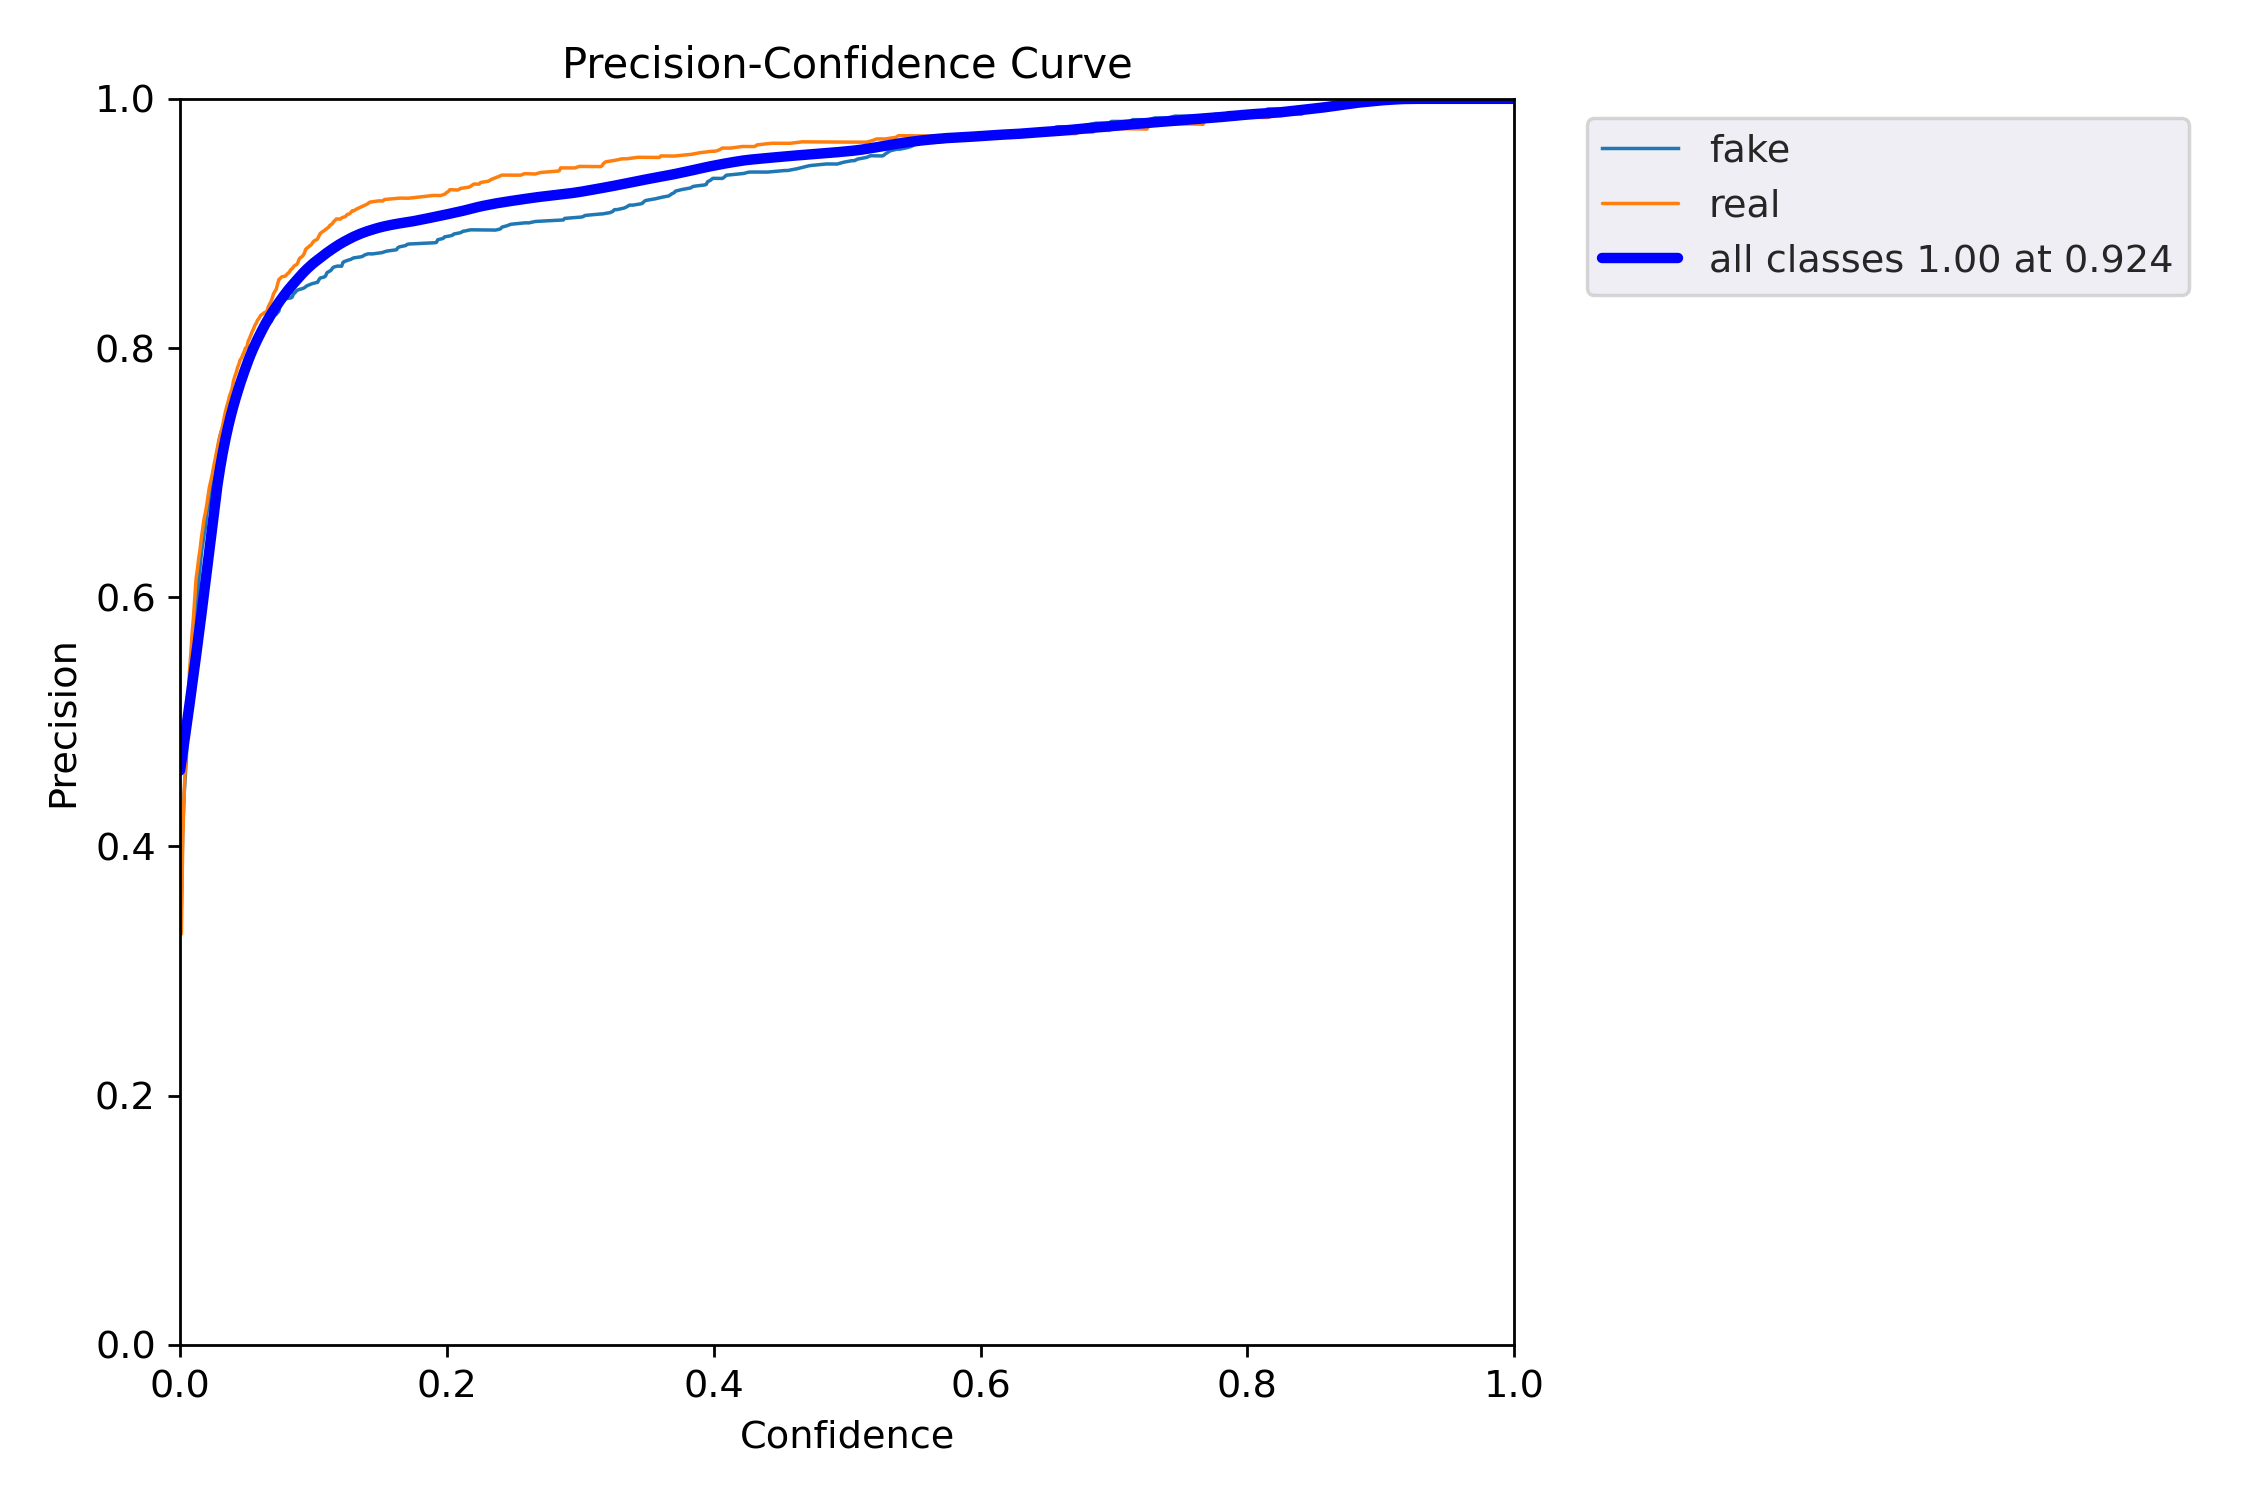 Precision-Confidence Curve
fake
real
all classes 1.00 at 0.924
Precision
1.0
0.8
0.6
0.4
0.2
0.0
0.0 0.2 0.4 0.6 0.8 1.0
Confidence